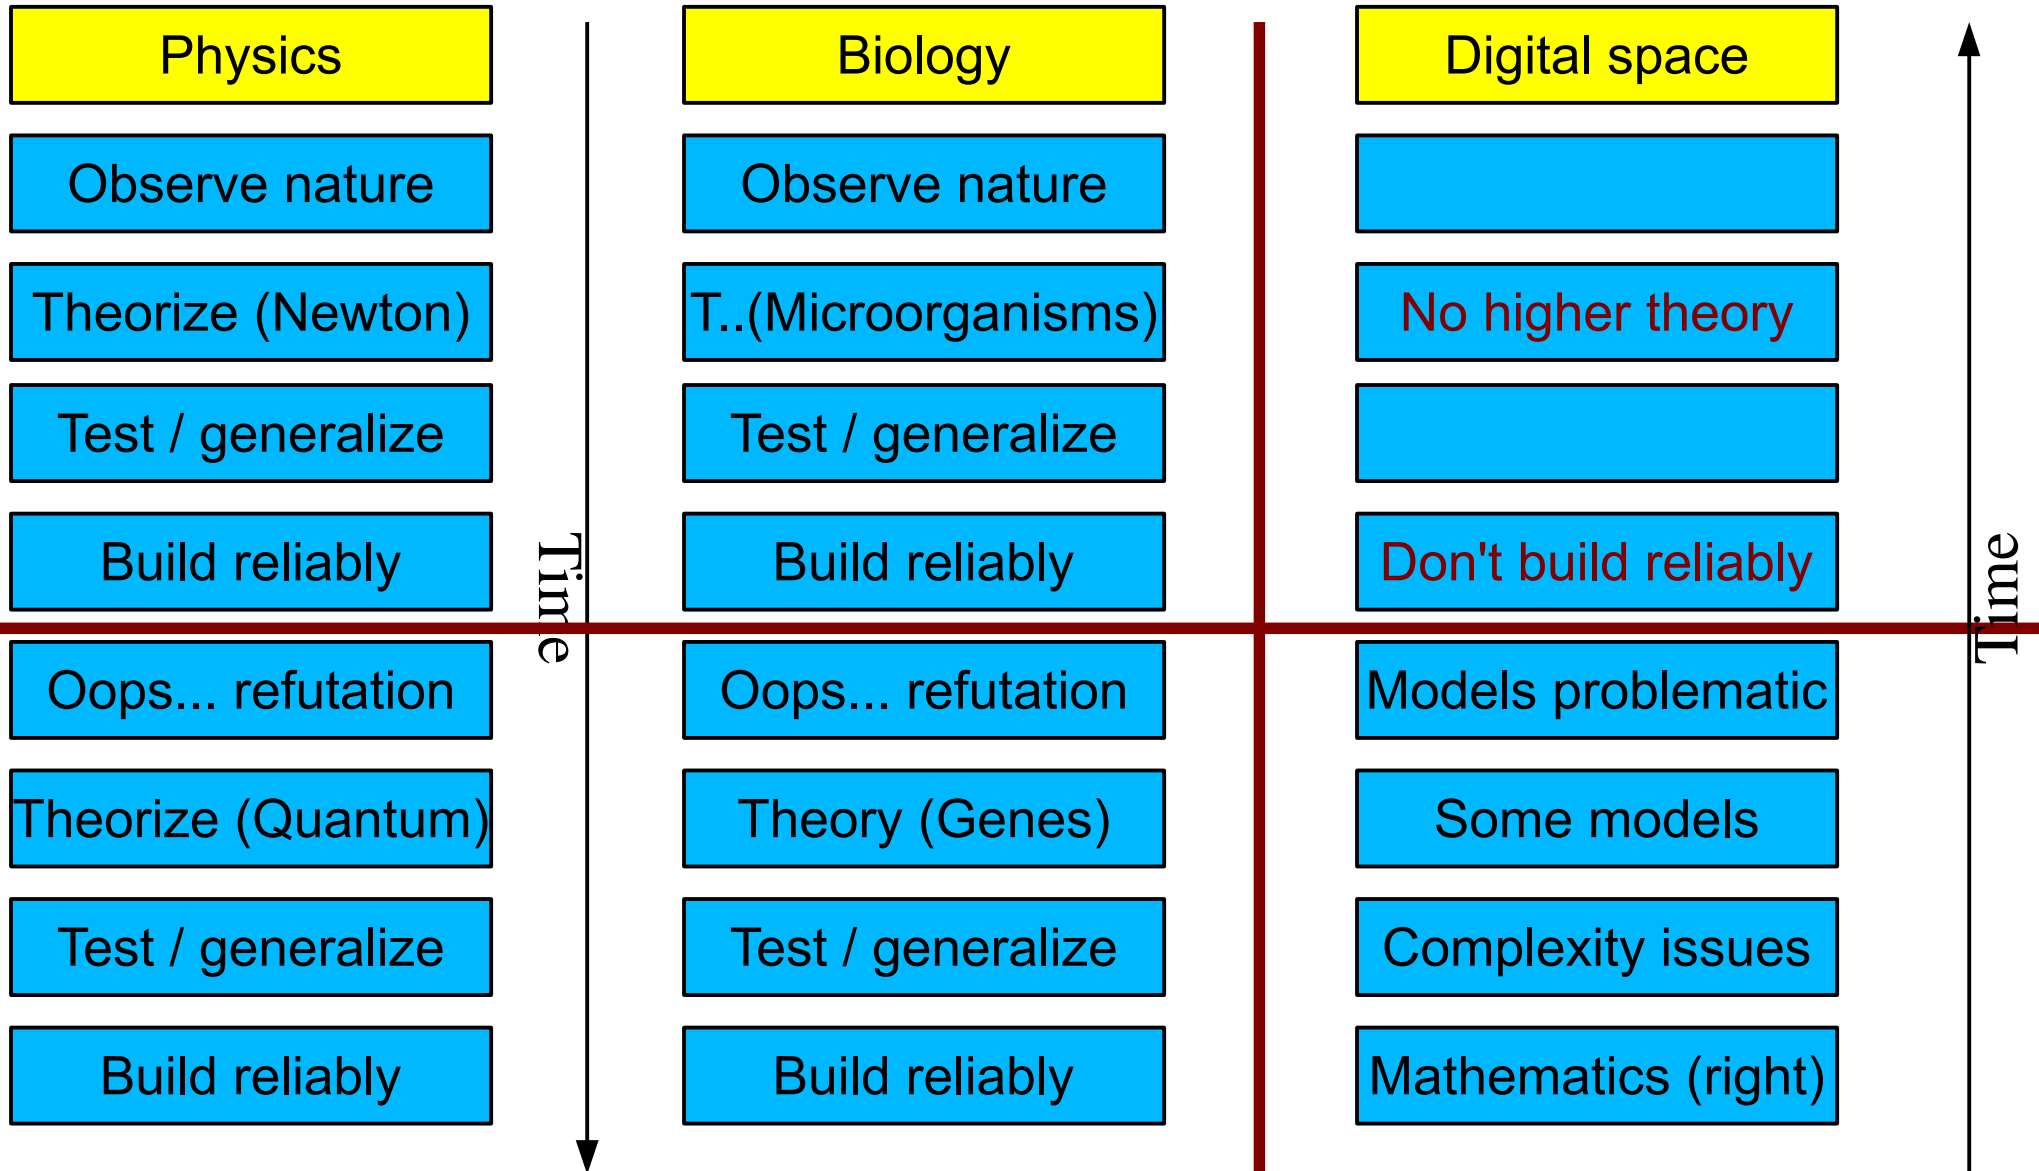 Physics
Observe nature
Theorize (Newton)
Test / generalize
Build reliably
Oops... refutation
Theorize (Quantum)
Test / generalize
Build reliably
Time
Biology
Observe nature
T..(Microorganisms)
Test / generalize
Build reliably
Oops... refutation
Theory (Genes)
Test / generalize
Build reliably
Digital space
No higher theory
Don't build reliably
Models problematic
Some models
Complexity issues
Mathematics (right)
Time